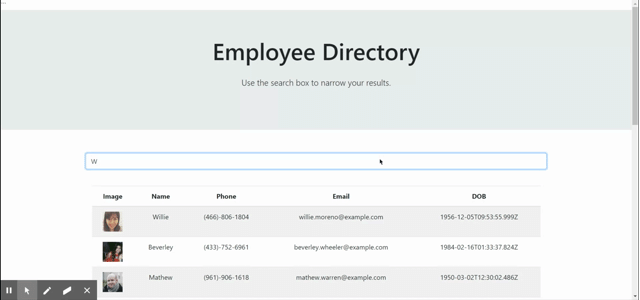 Employee Directory
Use the search box to narrow your results.
W
Image Name Phone Email DOB
Willie (466)-806-1804 willie.moreno@example.com 1956-12-05T09:53:55.999Z
Beverley (433)-752-6961 beverley.wheeler@example.com 1984-02-16T01:33:37.824Z
Mathew (961)-906-1618 mathew.warren@example.com 1950-03-02T12:30:02.486Z